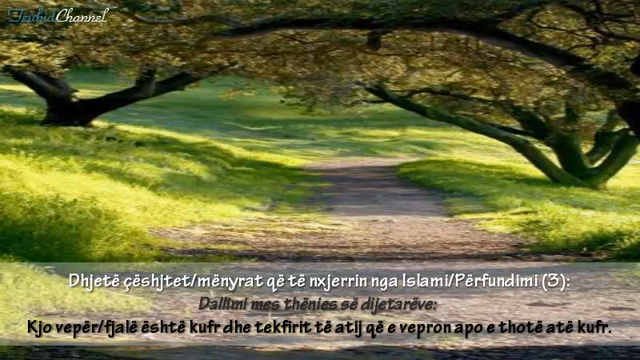 TeuhidChannel
Dhjetë çështjet/mënyrat që të nxjerrin nga Islami/Përfundimi (3):
Dallimi mes thënies së dijetarëve:
Kjo vepër/fjalë është kufr dhe tekfirit të atij që e vepron apo e thotë atë kufr.